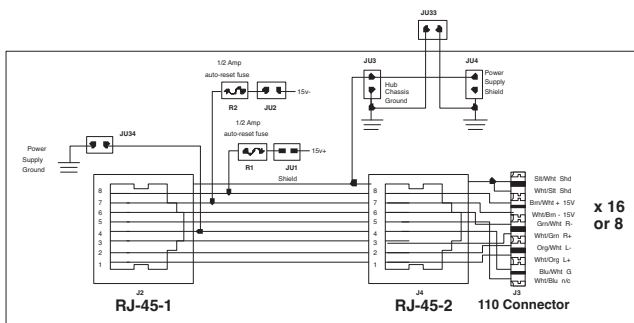 JU33
1/2 Amp
auto-reset fuse
R2
JU2
15v-
JU3
Hub
Chassis
Ground
JU4
Power
Supply
Shield
1/2 Amp
auto-reset fuse
R1
JU1
15v+
JU34
Power
Supply
Ground
Shield
8
7
6
5
4
3
2
1
J2
RJ-45-1
8
7
6
5
4
3
2
1
J4
RJ-45-2
Slt/Wht Shd
Wht/Slt Shd
Brn/Wht + 15V
Wht/Brn - 15V
Grn/Wht R-
Wht/Grn R+
Org/Wht L-
Wht/Org L+
Blu/Wht G
Wht/Blu n/c
J3
110 Connector
x 16
or 8